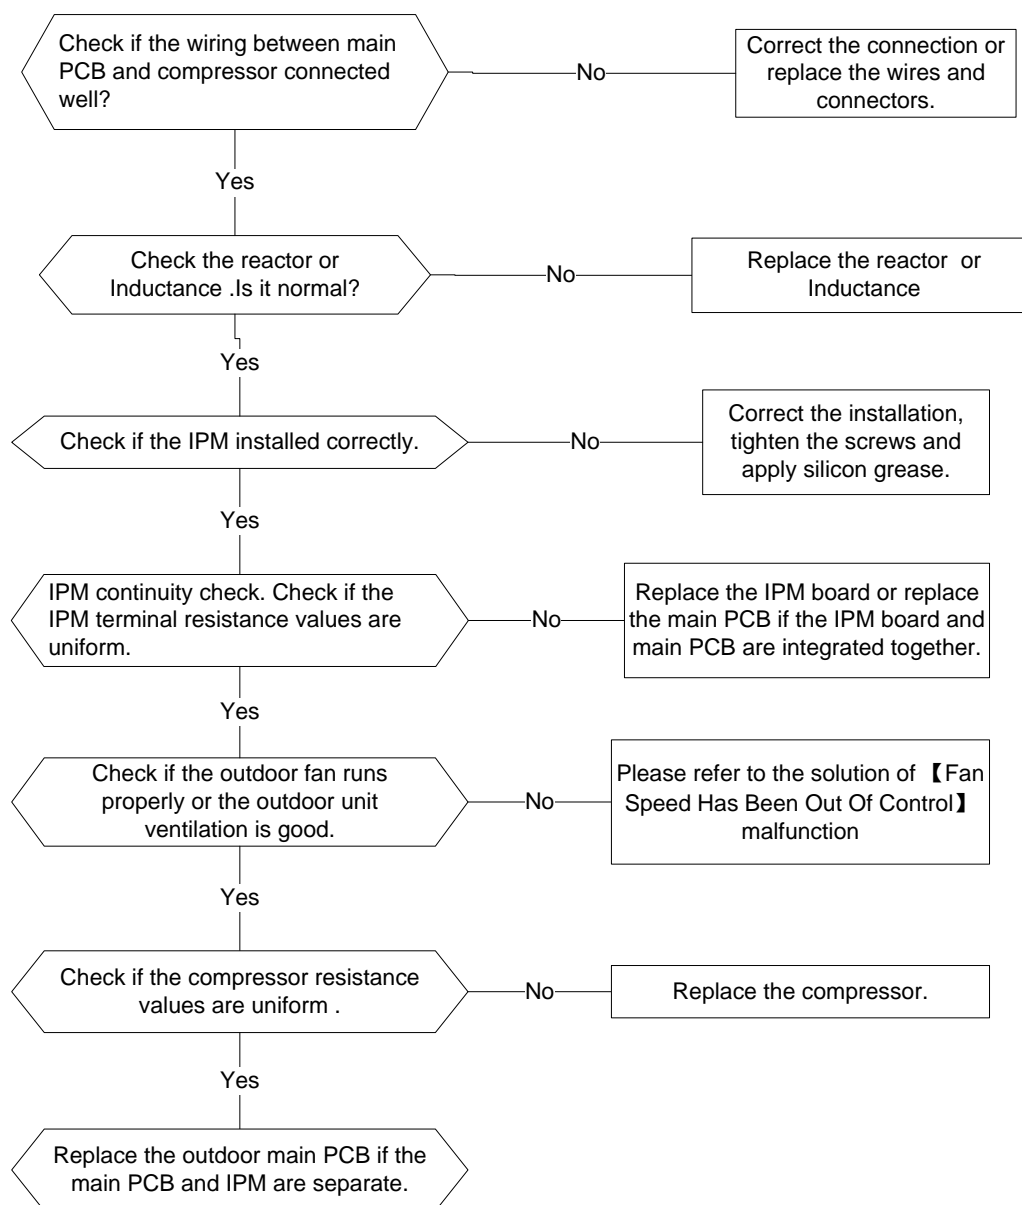 Check if the wiring between main
PCB and compressor connected
well?
No
Correct the connection or
replace the wires and
connectors.
Yes
Check the reactor or
Inductance .Is it normal?
No
Replace the reactor  or
Inductance
Yes
Check if the IPM installed correctly.
No
Correct the installation,
tighten the screws and
apply silicon grease.
Yes
IPM continuity check. Check if the
IPM terminal resistance values are
uniform.
No
Replace the IPM board or replace
the main PCB if the IPM board and
main PCB are integrated together.
Yes
Check if the outdoor fan runs
properly or the outdoor unit
ventilation is good.
No
Please refer to the solution of 【Fan
Speed Has Been Out Of Control】
malfunction
Yes
Check if the compressor resistance
values are uniform .
No
Replace the compressor.
Yes
Replace the outdoor main PCB if the
main PCB and IPM are separate.